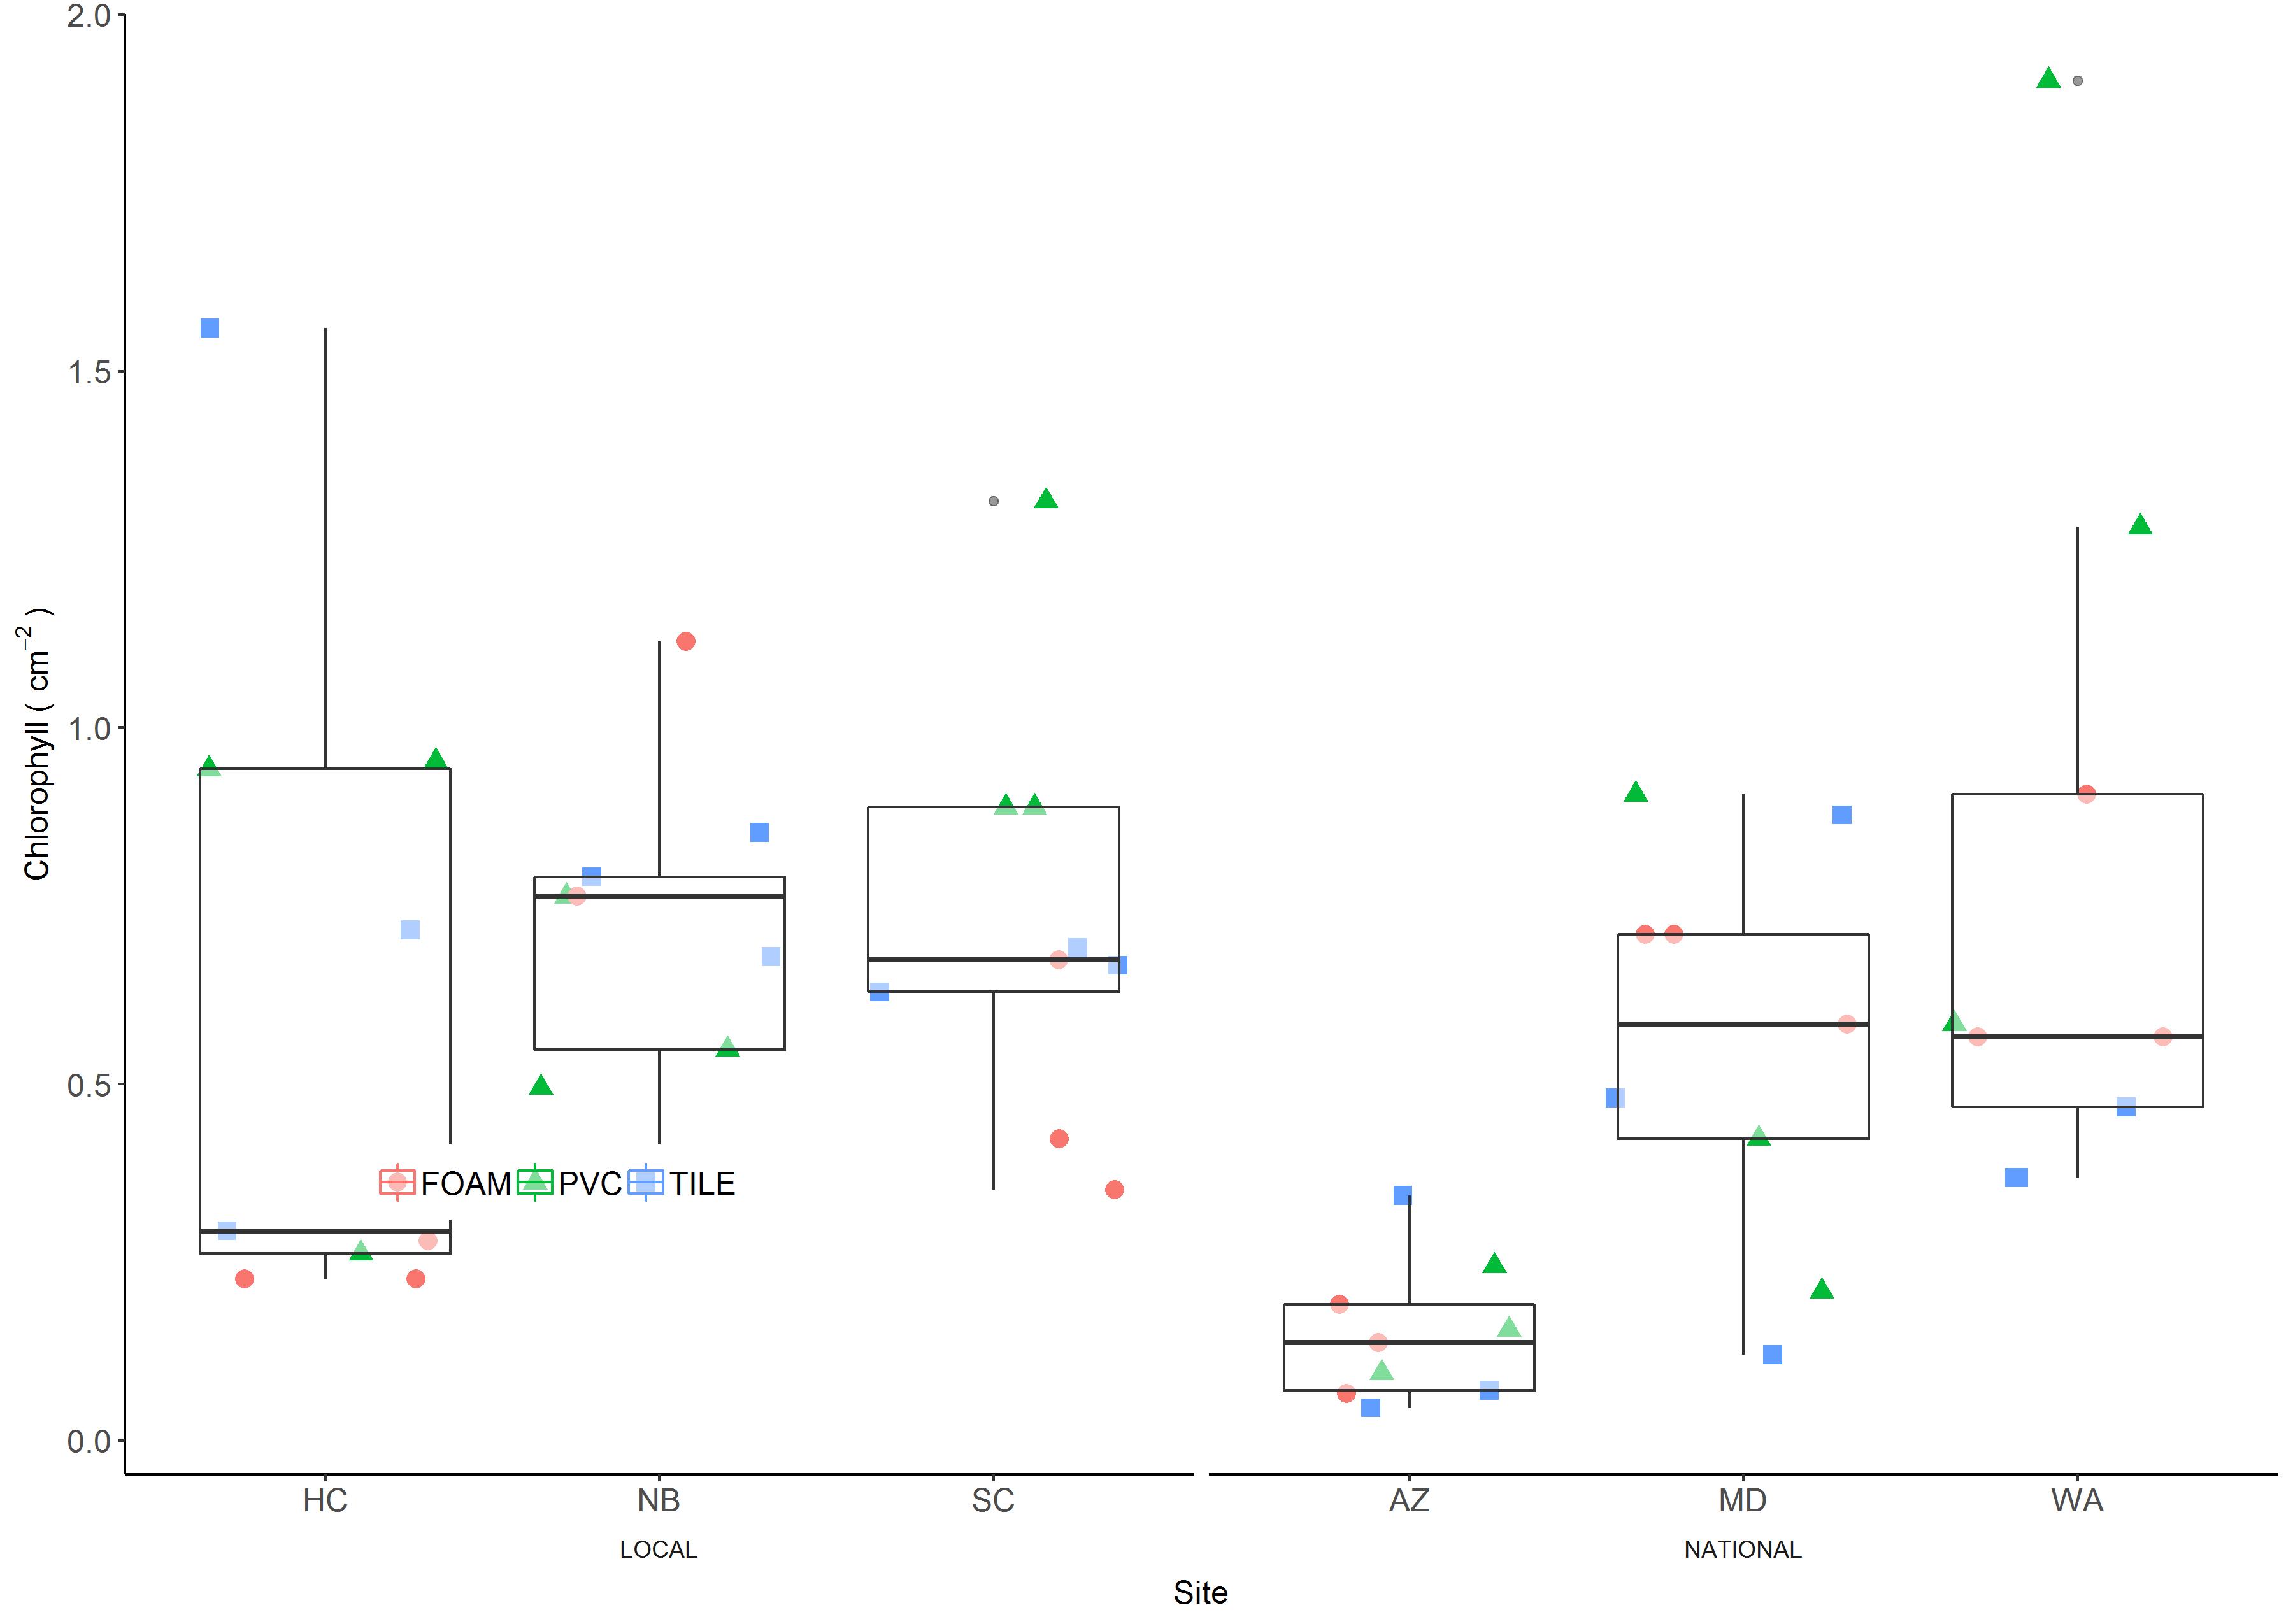 2.0
1.5
1.0
0.5
0.0
Chlorophyll ( cm−2 )
FOAM PVC TILE
HC NB SC AZ MD WA
LOCAL NATIONAL
Site